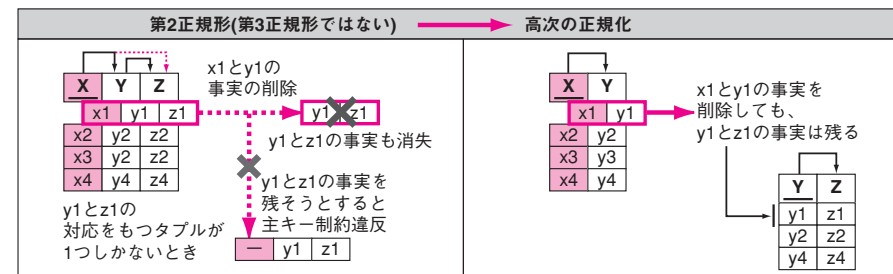 第2正規形(第3正規形ではない)
高次の正規化
X Y Z
x1 y1 z1
x2 y2 z2
x3 y2 z2
x4 y4 z4
x1とy1の
事実の削除
y1 z1
y1とz1の事実も消失
y1とz1の事実を
残そうとすると
主キー制約違反
y1とz1の
対応をもつタプルが
1つしかないとき
— y1 z1
X Y
x1 y1
x2 y2
x3 y3
x4 y4
x1とy1の事実を
削除しても、
y1とz1の事実は残る
Y Z
y1 z1
y2 z2
y4 z4